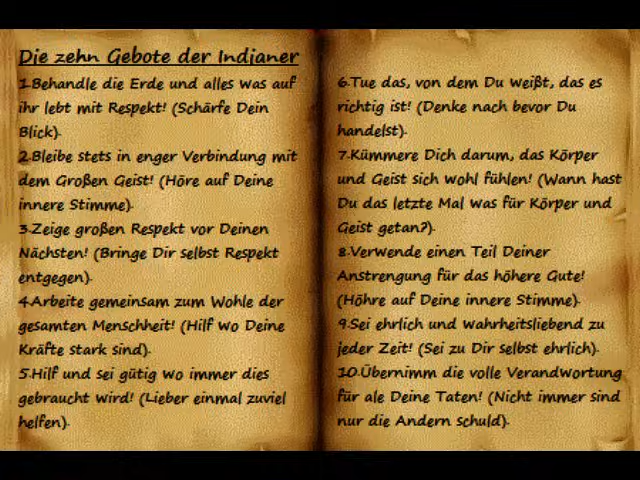 Die zehn Gebote der Indianer
1.Behandle die Erde und alles was auf
ihr lebt mit Respekt! (Schärfe Dein
Blick).
2.Bleibe stets in enger Verbindung mit
dem Großen Geist! (Höre auf Deine
innere Stimme).
3.Zeige großen Respekt vor Deinen
Nächsten! (Bringe Dir selbst Respekt
entgegen).
4.Arbeite gemeinsam zum Wohle der
gesamten Menschheit! (Hilf wo Deine
Kräfte stark sind).
5.Hilf und sei gütig wo immer dies
gebraucht wird! (Lieber einmal zuviel
helfen).
6.Tue das, von dem Du weißt, das es
richtig ist! (Denke nach bevor Du
handelst).
7.Kümmere Dich darum, das Körper
und Geist sich wohl fühlen! (Wann hast
Du das letzte Mal was für Körper und
Geist getan?).
8.Verwende einen Teil Deiner
Anstrengung für das höhere Gute!
(Höhre auf Deine innere Stimme).
9.Sei ehrlich und wahrheitsliebend zu
jeder Zeit! (Sei zu Dir selbst ehrlich).
10.Übernimm die volle Verandwortung
für ale Deine Taten! (Nicht immer sind
nur die Andern schuld).